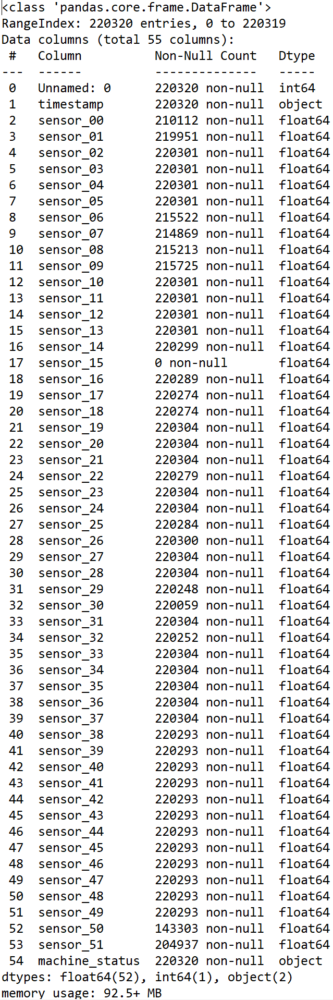 <class 'pandas.core.frame.DataFrame'>
RangeIndex: 220320 entries, 0 to 220319
Data columns (total 55 columns):
 #   Column          Non-Null Count   Dtype
---  ------          --------------   -----
 0   Unnamed: 0      220320 non-null  int64
 1   timestamp       220320 non-null  object
 2   sensor_00       210112 non-null  float64
 3   sensor_01       219951 non-null  float64
 4   sensor_02       220301 non-null  float64
 5   sensor_03       220301 non-null  float64
 6   sensor_04       220301 non-null  float64
 7   sensor_05       220301 non-null  float64
 8   sensor_06       215522 non-null  float64
 9   sensor_07       214869 non-null  float64
 10  sensor_08       215213 non-null  float64
 11  sensor_09       215725 non-null  float64
 12  sensor_10       220301 non-null  float64
 13  sensor_11       220301 non-null  float64
 14  sensor_12       220301 non-null  float64
 15  sensor_13       220301 non-null  float64
 16  sensor_14       220299 non-null  float64
 17  sensor_15       0 non-null       float64
 18  sensor_16       220289 non-null  float64
 19  sensor_17       220274 non-null  float64
 20  sensor_18       220274 non-null  float64
 21  sensor_19       220304 non-null  float64
 22  sensor_20       220304 non-null  float64
 23  sensor_21       220304 non-null  float64
 24  sensor_22       220279 non-null  float64
 25  sensor_23       220304 non-null  float64
 26  sensor_24       220304 non-null  float64
 27  sensor_25       220284 non-null  float64
 28  sensor_26       220300 non-null  float64
 29  sensor_27       220304 non-null  float64
 30  sensor_28       220304 non-null  float64
 31  sensor_29       220248 non-null  float64
 32  sensor_30       220059 non-null  float64
 33  sensor_31       220304 non-null  float64
 34  sensor_32       220252 non-null  float64
 35  sensor_33       220304 non-null  float64
 36  sensor_34       220304 non-null  float64
 37  sensor_35       220304 non-null  float64
 38  sensor_36       220304 non-null  float64
 39  sensor_37       220304 non-null  float64
 40  sensor_38       220293 non-null  float64
 41  sensor_39       220293 non-null  float64
 42  sensor_40       220293 non-null  float64
 43  sensor_41       220293 non-null  float64
 44  sensor_42       220293 non-null  float64
 45  sensor_43       220293 non-null  float64
 46  sensor_44       220293 non-null  float64
 47  sensor_45       220293 non-null  float64
 48  sensor_46       220293 non-null  float64
 49  sensor_47       220293 non-null  float64
 50  sensor_48       220293 non-null  float64
 51  sensor_49       220293 non-null  float64
 52  sensor_50       143303 non-null  float64
 53  sensor_51       204937 non-null  float64
 54  machine_status  220320 non-null  object
dtypes: float64(52), int64(1), object(2)
memory usage: 92.5+ MB